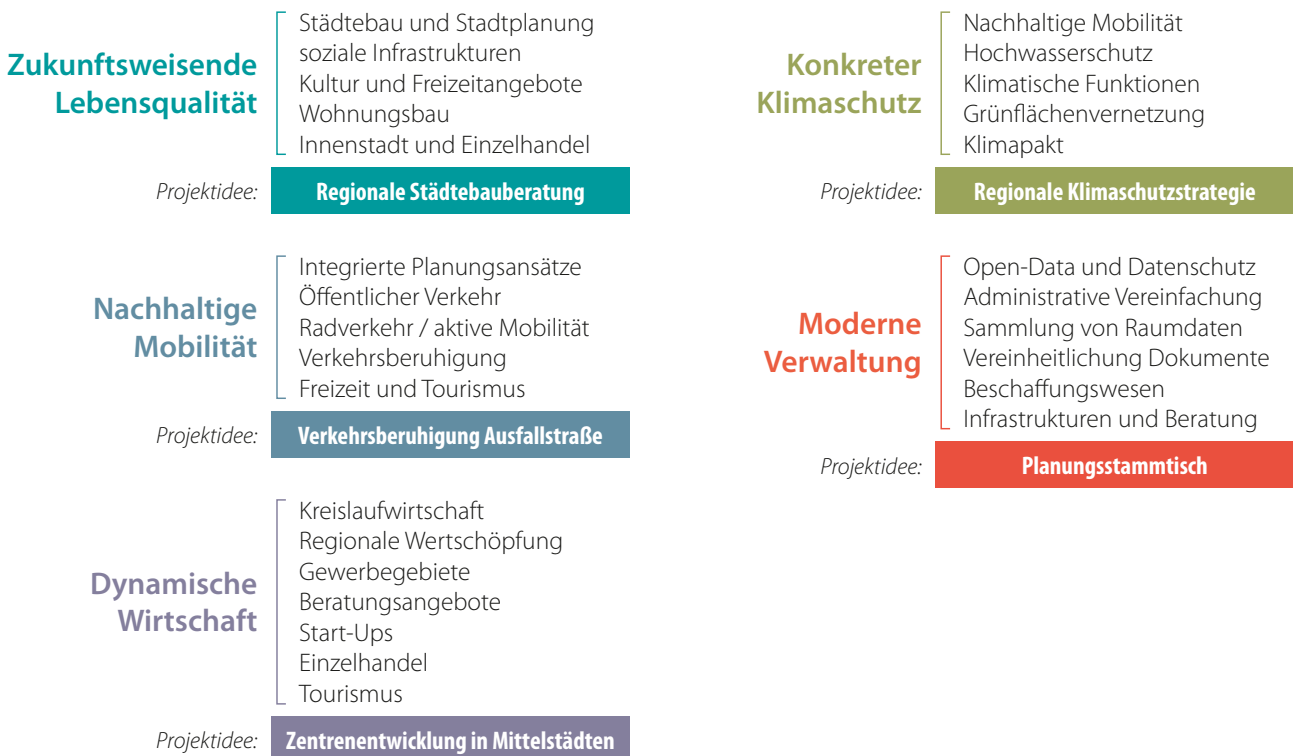 Zukunftsweisende
Lebensqualität
Städtebau und Stadtplanung
soziale Infrastrukturen
Kultur und Freizeitangebote
Wohnungsbau
Innenstadt und Einzelhandel
Projektidee:
Regionale Städtebauberatung
Nachhaltige
Mobilität
Integrierte Planungsansätze
Öffentlicher Verkehr
Radverkehr / aktive Mobilität
Verkehrsberuhigung
Freizeit und Tourismus
Projektidee:
Verkehrsberuhigung Ausfallstraße
Dynamische
Wirtschaft
Kreislaufwirtschaft
Regionale Wertschöpfung
Gewerbegebiete
Beratungsangebote
Start-Ups
Einzelhandel
Tourismus
Projektidee:
Zentrenentwicklung in Mittelstädten
Konkreter
Klimaschutz
Nachhaltige Mobilität
Hochwasserschutz
Klimatische Funktionen
Grünflächenvernetzung
Klimapakt
Projektidee:
Regionale Klimaschutzstrategie
Moderne
Verwaltung
Open-Data und Datenschutz
Administrative Vereinfachung
Sammlung von Raumdaten
Vereinheitlichung Dokumente
Beschaffungswesen
Infrastrukturen und Beratung
Projektidee:
Planungsstammtisch